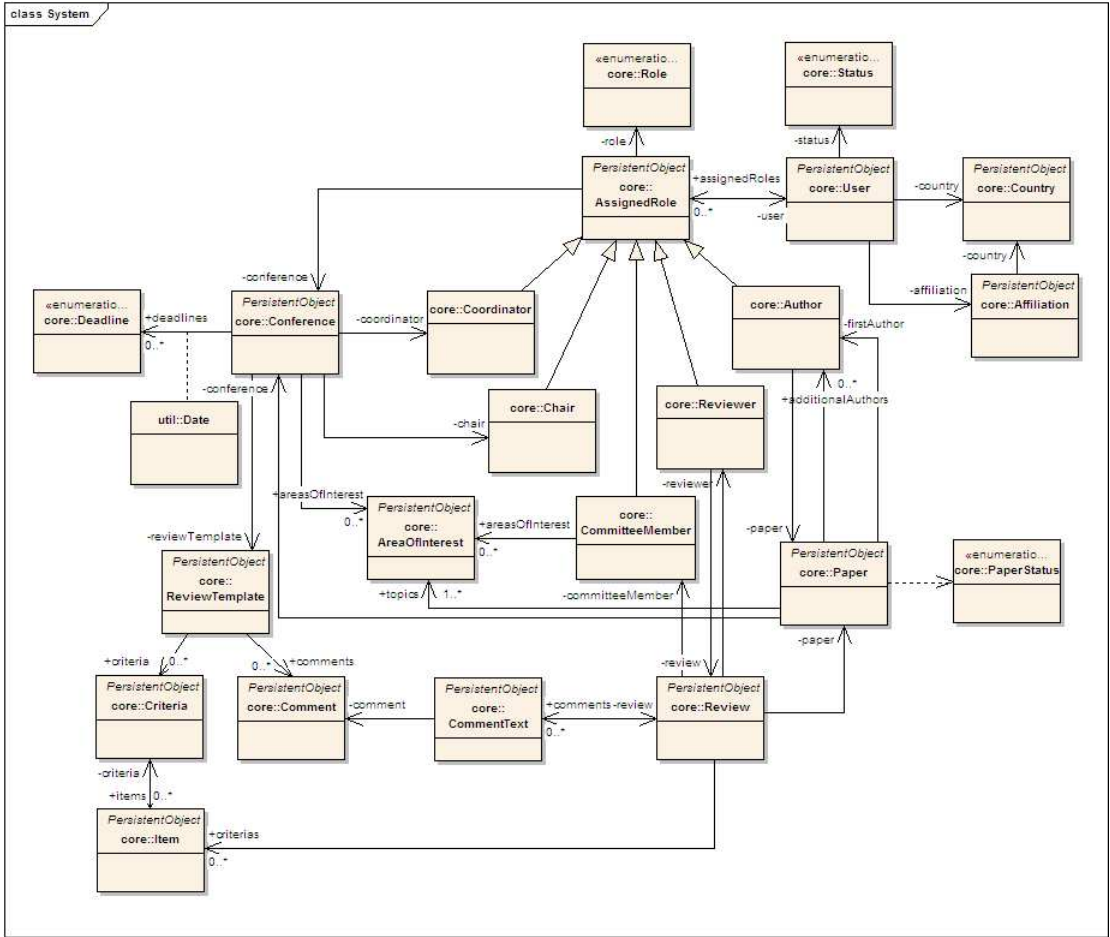 class System
«enumeratio...
core::Role
«enumeratio...
core::Status
-role
-status
PersistentObject
core::
AssignedRole
+assignedRoles
0..*
-user
PersistentObject
core::User
-country
PersistentObject
core::Country
-country
-conference
«enumeratio...
core::Deadline
+deadlines
0..*
PersistentObject
core::Conference
-coordinator
core::Coordinator
core::Author
-affiliation
PersistentObject
core::Affiliation
-firstAuthor
-conference
0..*
+additionalAuthors
util::Date
-chair
core::Chair
core::Reviewer
-reviewer
+areasOfInterest
0..*
PersistentObject
core::
AreaOfInterest
+areasOfInterest
0..*
core::
CommitteeMember
-paper
PersistentObject
core::Paper
«enumeratio...
core::PaperStatus
-reviewTemplate
PersistentObject
core::
ReviewTemplate
+topics
1..*
-committeeMember
-paper
+criteria
0..*
0..*
+comments
-review
PersistentObject
core::Criteria
PersistentObject
core::Comment
-comment
PersistentObject
core::
CommentText
+comments
0..*
-review
PersistentObject
core::Review
-criteria
+items
0..*
PersistentObject
core::Item
+criterias
0..*